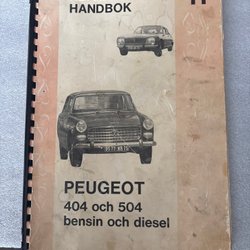 HANDBOK
PEUGEOT
404 och 504
bensin och diesel